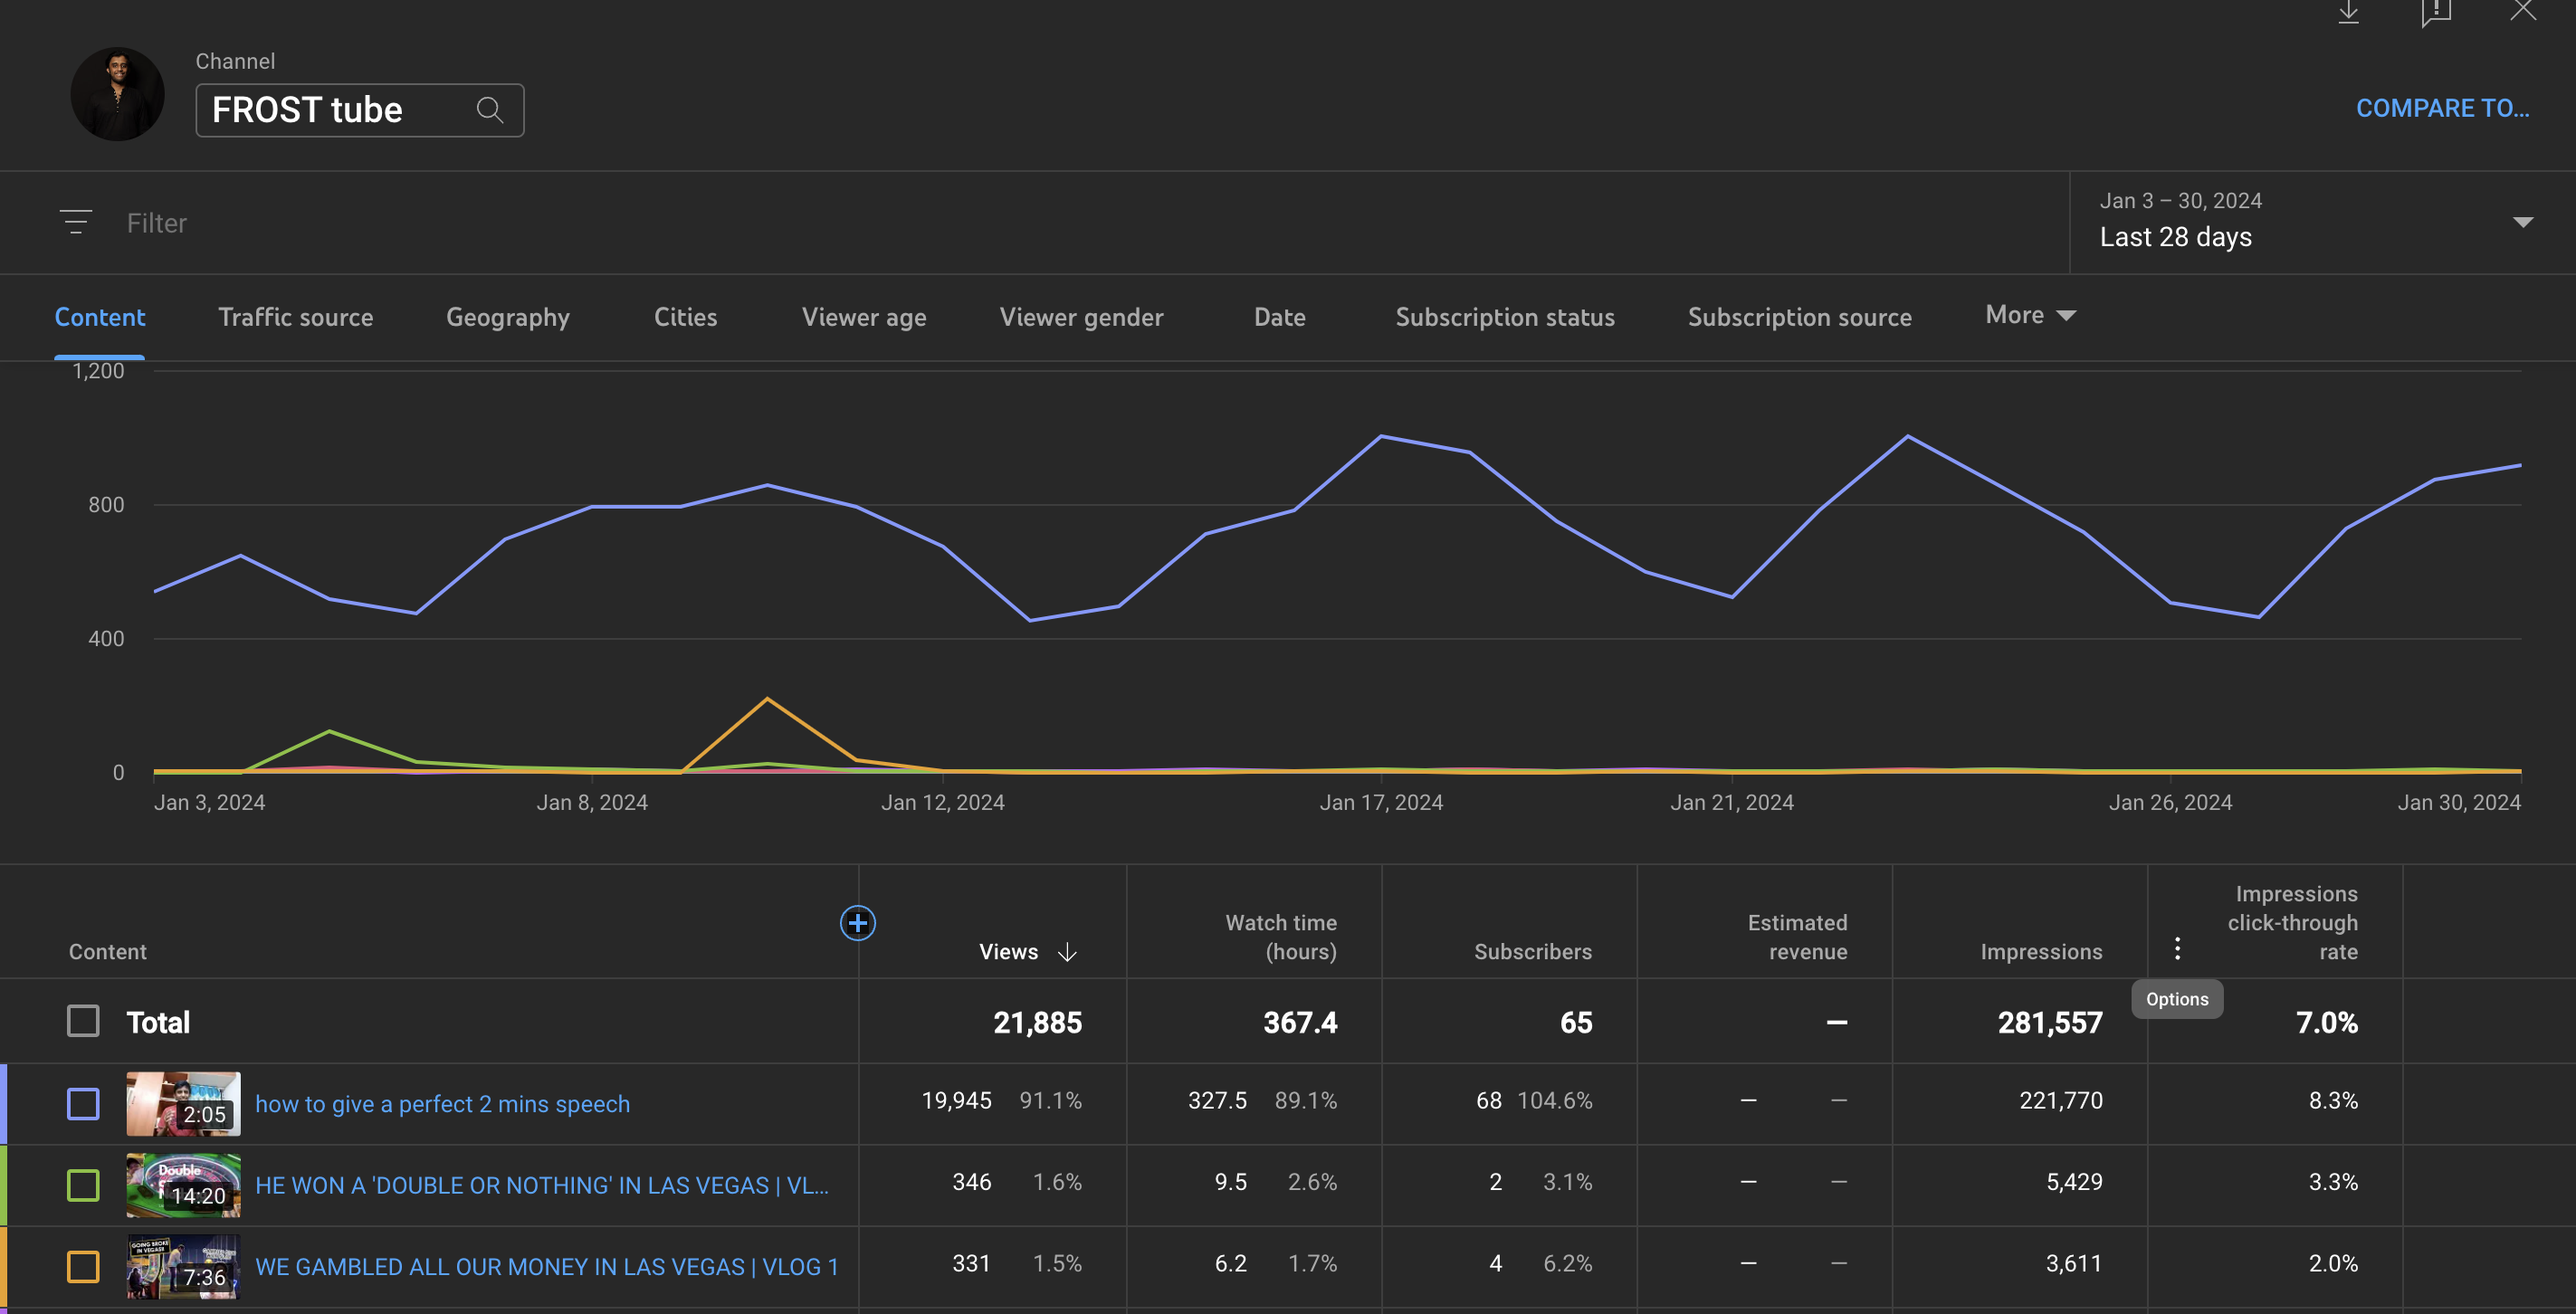 Channel
FROST tube
COMPARE TO...
Filter
Jan 3 – 30, 2024
Last 28 days
Content
Traffic source
Geography
Cities
Viewer age
Viewer gender
Date
Subscription status
Subscription source
More
1,200
800
400
0
Jan 3, 2024
Jan 8, 2024
Jan 12, 2024
Jan 17, 2024
Jan 21, 2024
Jan 26, 2024
Jan 30, 2024
Content
Views
Watch time
(hours)
Subscribers
Estimated
revenue
Impressions
Impressions
click-through
rate
Options
Total
21,885
367.4
65
—
281,557
7.0%
2:05
how to give a perfect 2 mins speech
19,945 91.1%
327.5 89.1%
68 104.6%
— —
221,770
8.3%
Double
14:20
HE WON A 'DOUBLE OR NOTHING' IN LAS VEGAS | VL...
346 1.6%
9.5 2.6%
2 3.1%
— —
5,429
3.3%
GOING BROKE
IN VEGAS!
7:36
WE GAMBLED ALL OUR MONEY IN LAS VEGAS | VLOG 1
331 1.5%
6.2 1.7%
4 6.2%
— —
3,611
2.0%